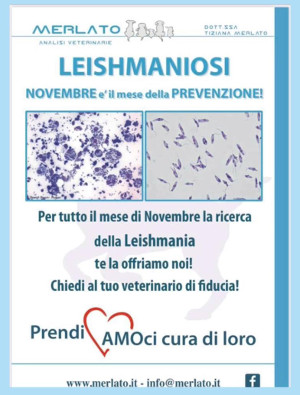 MERLATO
ANALISI VETERINARIE
DOTT.SSA
TIZIANA MERLATO
LEISHMANIOSI
NOVEMBRE e' il mese della PREVENZIONE!
Per tutto il mese di Novembre la ricerca
della Leishmania
te la offriamo noi!
Chiedi al tuo veterinario di fiducia!
Prendi AMOci cura di loro
www.merlato.it - info@merlato.it
f